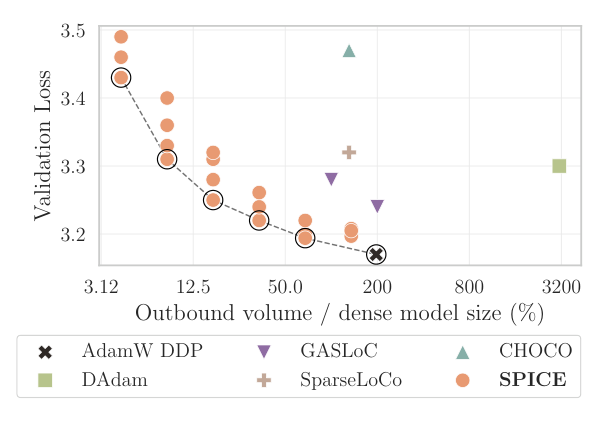 3.5
3.4
3.3
3.2
Validation Loss
3.12 12.5 50.0 200 800 3200
Outbound volume / dense model size (%)
AdamW DDP GASLoC CHOCO
DAdam SparseLoCo SPICE